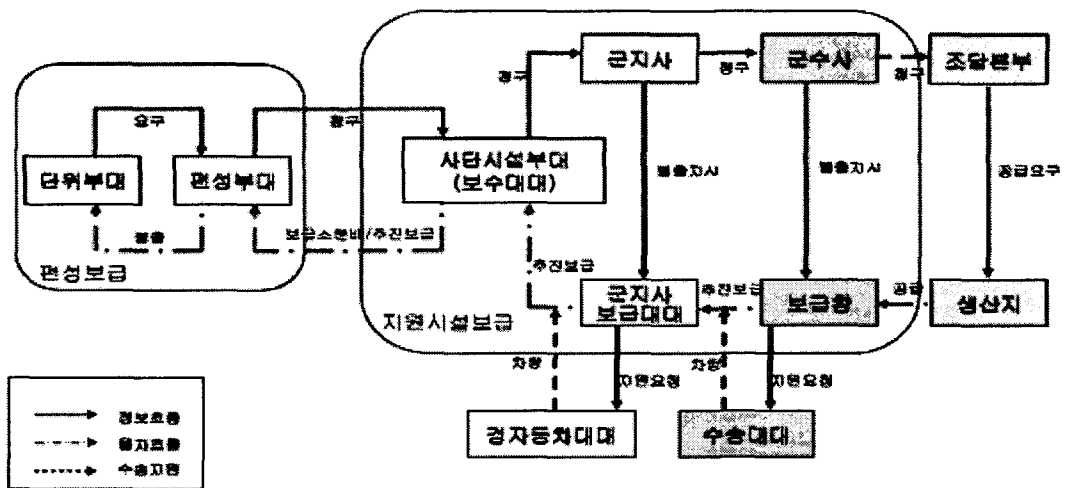 군지사
청구
군수사
청구
조달본부
청구
요구
청구
단위부대
편성부대
사단시설부대
(보수대대)
불출지시
불출지시
공급요구
불출
보급소분배/추진보급
편성보급
추진보급
군지사
보급대대
추진보급
보급창
공급
생산지
지원시설보급
차량
지원요청
차량
지원요청
경자동차대대
수송대대
정보흐름
물자흐름
수송지원